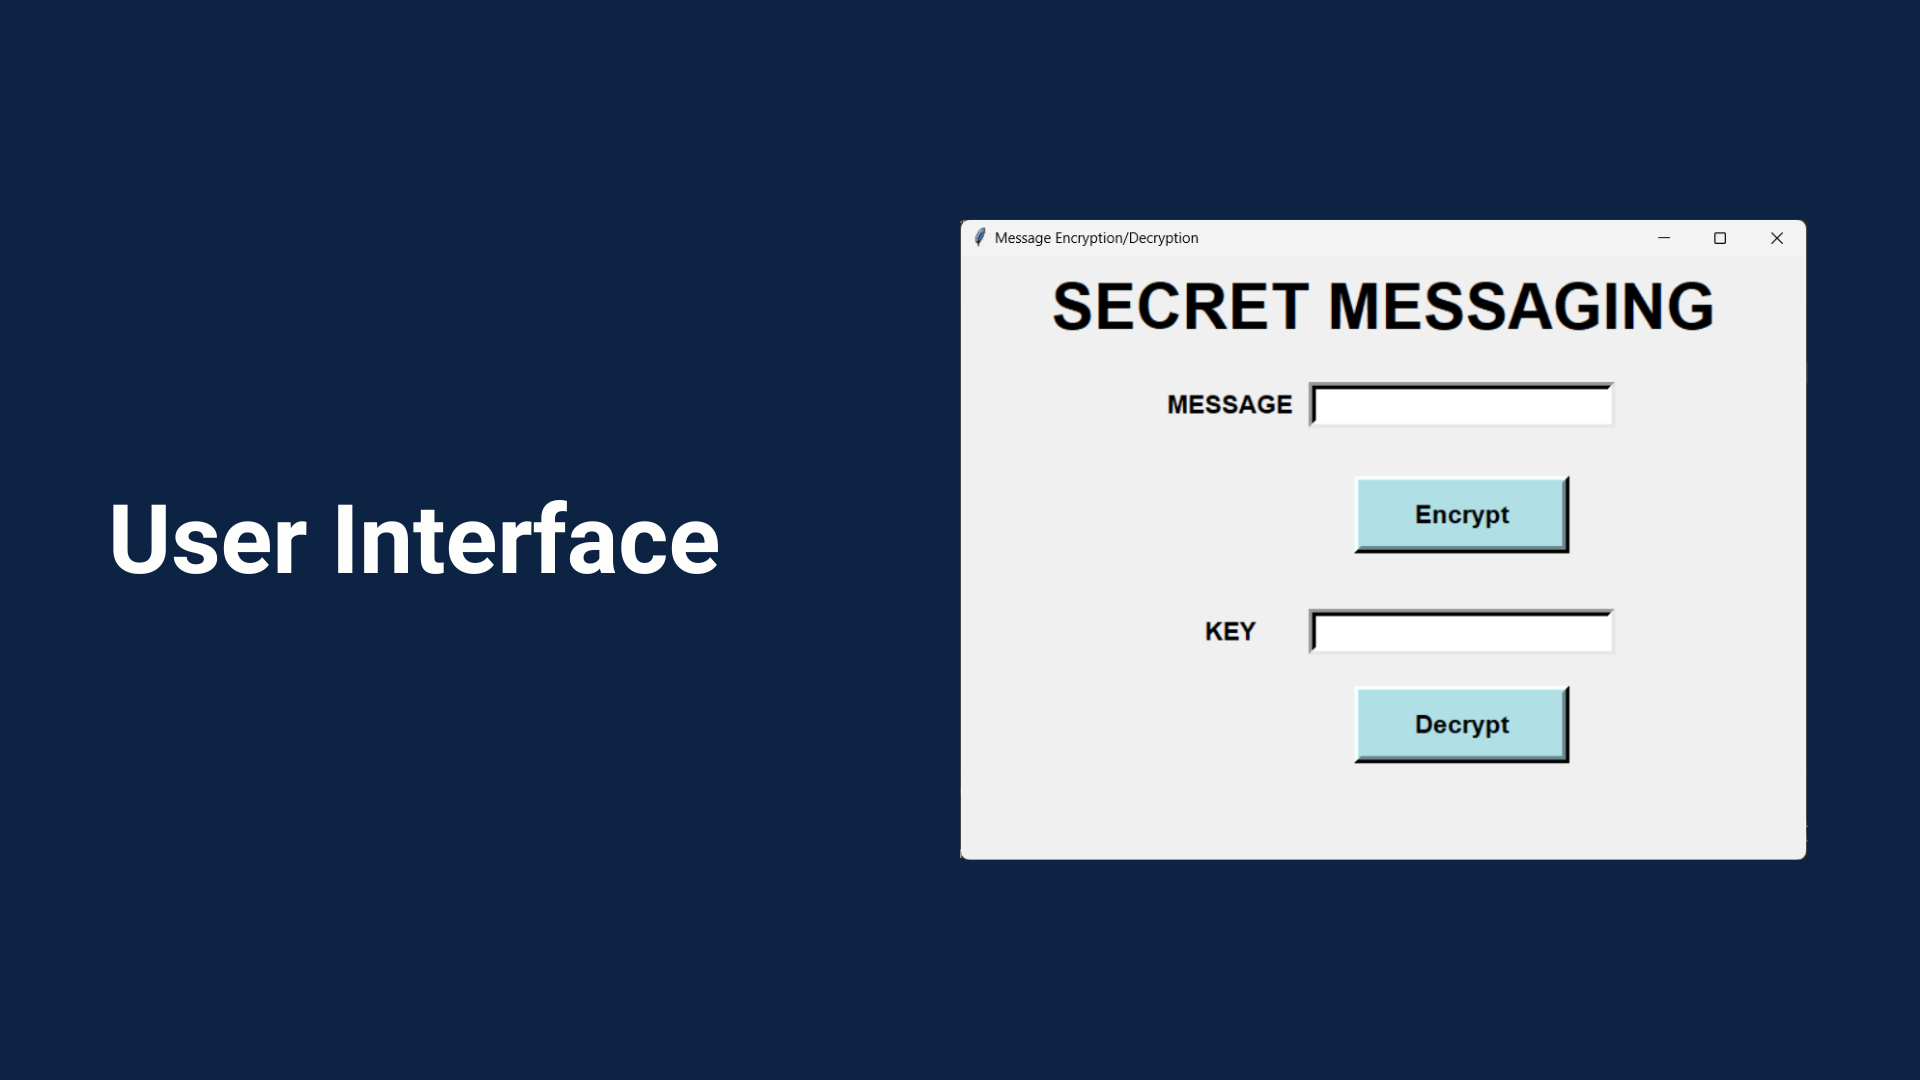 User Interface
Message Encryption/Decryption
SECRET MESSAGING
MESSAGE
Encrypt
KEY
Decrypt